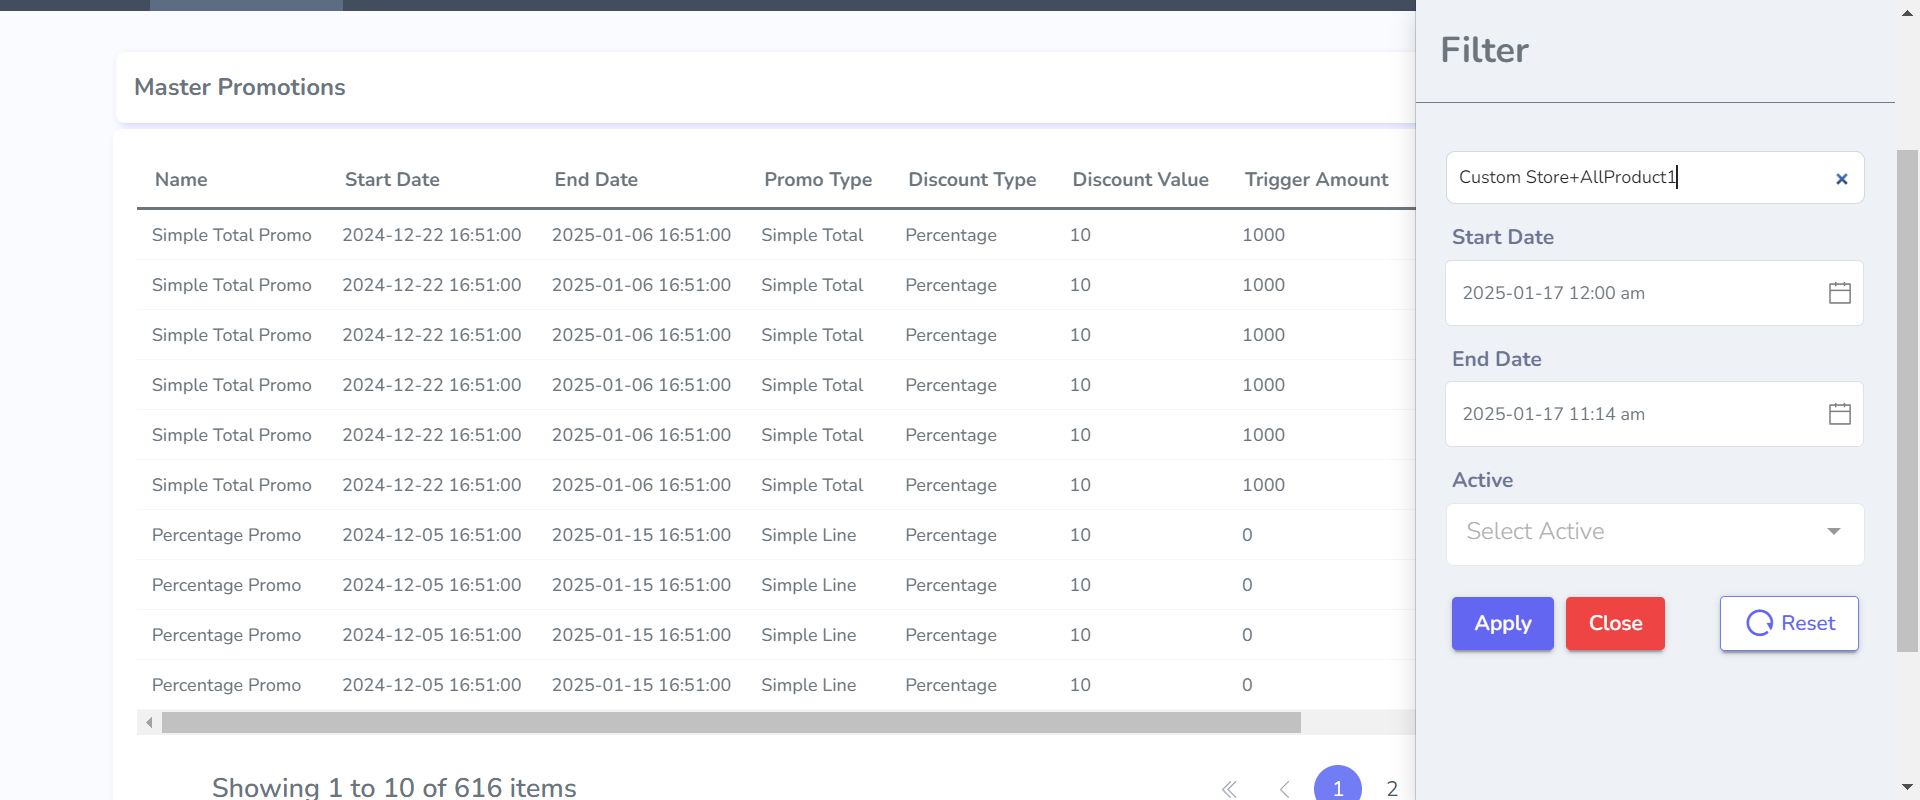 Master Promotions
Name Start Date End Date Promo Type Discount Type Discount Value Trigger Amount
Simple Total Promo 2024-12-22 16:51:00 2025-01-06 16:51:00 Simple Total Percentage 10 1000
Simple Total Promo 2024-12-22 16:51:00 2025-01-06 16:51:00 Simple Total Percentage 10 1000
Simple Total Promo 2024-12-22 16:51:00 2025-01-06 16:51:00 Simple Total Percentage 10 1000
Simple Total Promo 2024-12-22 16:51:00 2025-01-06 16:51:00 Simple Total Percentage 10 1000
Simple Total Promo 2024-12-22 16:51:00 2025-01-06 16:51:00 Simple Total Percentage 10 1000
Simple Total Promo 2024-12-22 16:51:00 2025-01-06 16:51:00 Simple Total Percentage 10 1000
Percentage Promo 2024-12-05 16:51:00 2025-01-15 16:51:00 Simple Line Percentage 10 0
Percentage Promo 2024-12-05 16:51:00 2025-01-15 16:51:00 Simple Line Percentage 10 0
Percentage Promo 2024-12-05 16:51:00 2025-01-15 16:51:00 Simple Line Percentage 10 0
Percentage Promo 2024-12-05 16:51:00 2025-01-15 16:51:00 Simple Line Percentage 10 0
Showing 1 to 10 of 616 items
1 2
Filter
Custom Store+AllProduct1
Start Date
2025-01-17 12:00 am
End Date
2025-01-17 11:14 am
Active
Select Active
Apply Close Reset